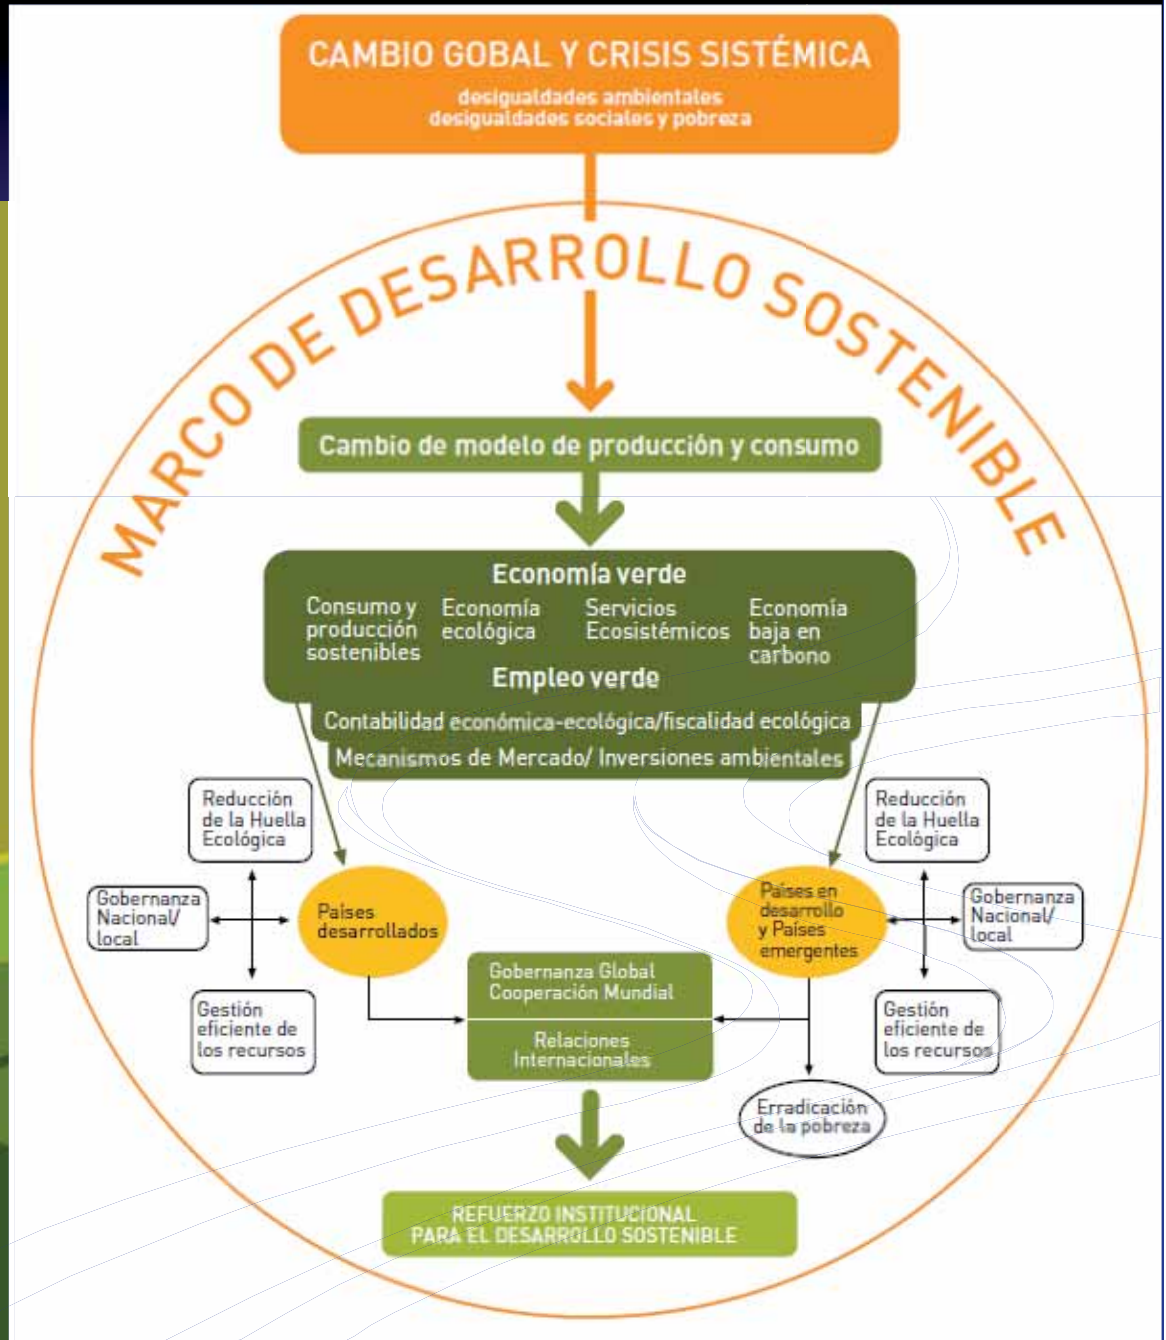 CAMBIO GOBAL Y CRISIS SISTÉMICA
desigualdades ambientales
desigualdades sociales y pobreza
MARCO DE DESARROLLO SOSTENIBLE
Cambio de modelo de producción y consumo
Economía verde
Consumo y
producción
sostenibles
Economía
ecológica
Servicios
Ecosistémicos
Economía
baja en
carbono
Empleo verde
Contabilidad económica-ecológica/fiscalidad ecológica
Mecanismos de Mercado/ Inversiones ambientales
Reducción
de la Huella
Ecológica
Gobernanza
Nacional/
local
Países
desarrollados
Gestión
eficiente de
los recursos
Reducción
de la Huella
Ecológica
Países en
desarrollo
y Países
emergentes
Gobernanza
Nacional/
local
Gestión
eficiente de
los recursos
Gobernanza Global
Cooperación Mundial
Relaciones
Internacionales
Erradicación
de la pobreza
REFUERZO INSTITUCIONAL
PARA EL DESARROLLO SOSTENIBLE